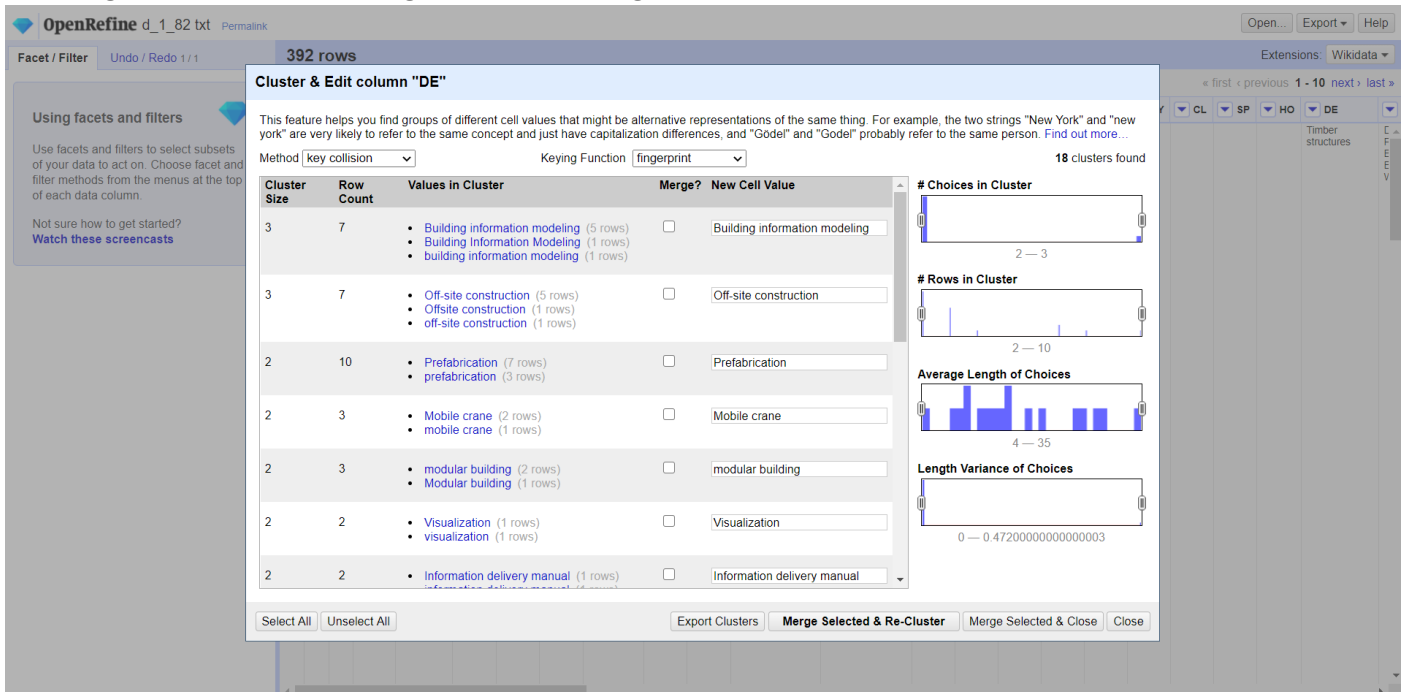 OpenRefine d_1_82 txt Permalink
Open... Export Help
Facet / Filter Undo / Redo 1 / 1
392 rows
Extensions: Wikidata
« first ‹ previous 1 - 10 next › last »
CL SP HO DE
Timber
structures
Using facets and filters
Use facets and filters to select subsets
of your data to act on. Choose facet and
filter methods from the menus at the top
of each data column.
Not sure how to get started?
Watch these screencasts
Cluster & Edit column "DE"
This feature helps you find groups of different cell values that might be alternative representations of the same thing. For example, the two strings "New York" and "new
york" are very likely to refer to the same concept and just have capitalization differences, and "Gödel" and "Godel" probably refer to the same person. Find out more…
Method key collision Keying Function fingerprint 18 clusters found
Cluster Size Row Count Values in Cluster Merge? New Cell Value
3 7 • Building information modeling (5 rows) Building information modeling
• Building Information Modeling (1 rows)
• building information modeling (1 rows)
3 7 • Off-site construction (5 rows) Off-site construction
• Offsite construction (1 rows)
• off-site construction (1 rows)
2 10 • Prefabrication (7 rows) Prefabrication
• prefabrication (3 rows)
2 3 • Mobile crane (2 rows) Mobile crane
• mobile crane (1 rows)
2 3 • modular building (2 rows) modular building
• Modular building (1 rows)
2 2 • Visualization (1 rows) Visualization
• visualization (1 rows)
2 2 • Information delivery manual (1 rows) Information delivery manual
# Choices in Cluster
2 — 3
# Rows in Cluster
2 — 10
Average Length of Choices
4 — 35
Length Variance of Choices
0 — 0.47200000000000003
Select All Unselect All Export Clusters Merge Selected & Re-Cluster Merge Selected & Close Close